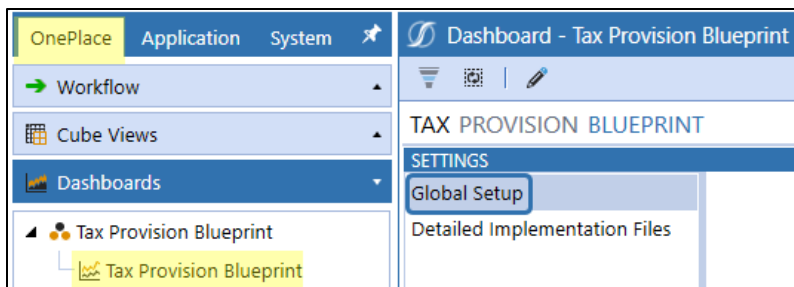 OnePlace Application System
Workflow
Cube Views
Dashboards
Tax Provision Blueprint
Tax Provision Blueprint
Dashboard - Tax Provision Blueprint
TAX PROVISION BLUEPRINT
SETTINGS
Global Setup
Detailed Implementation Files